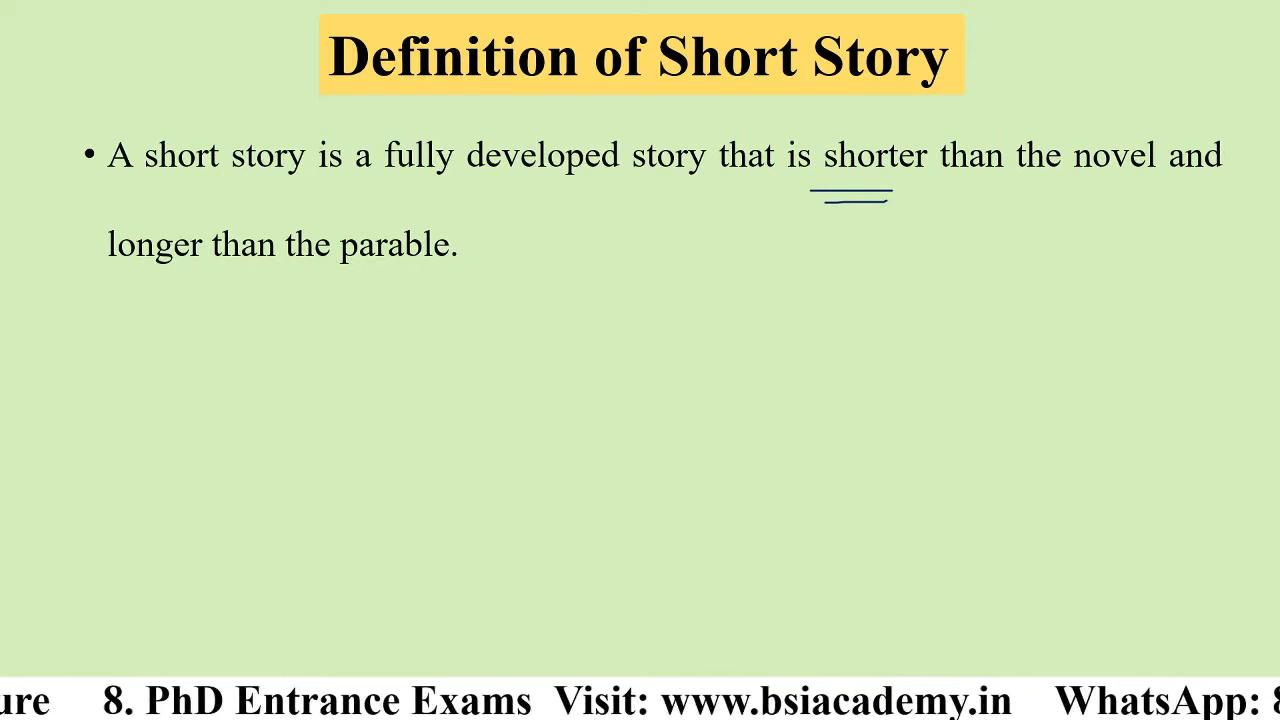 Definition of Short Story
• A short story is a fully developed story that is shorter than the novel and
longer than the parable.
ure 8. PhD Entrance Exams Visit: www.bsiacademy.in WhatsApp: 8